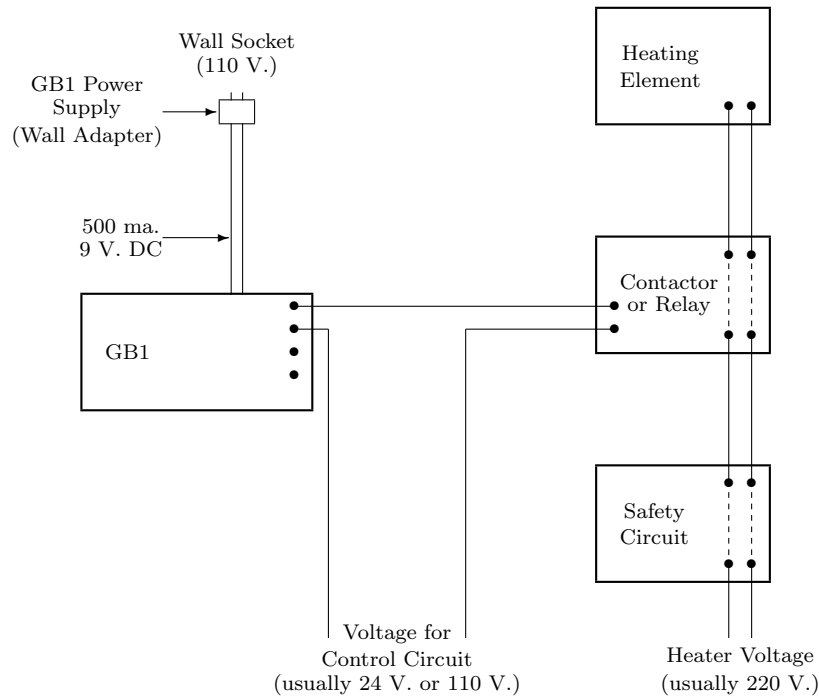 Wall Socket
(110 V.)
GB1 Power
Supply
(Wall Adapter)
Heating
Element
500 ma.
9 V. DC
Contactor
or Relay
GB1
Safety
Circuit
Voltage for
Control Circuit
(usually 24 V. or 110 V.)
Heater Voltage
(usually 220 V.)